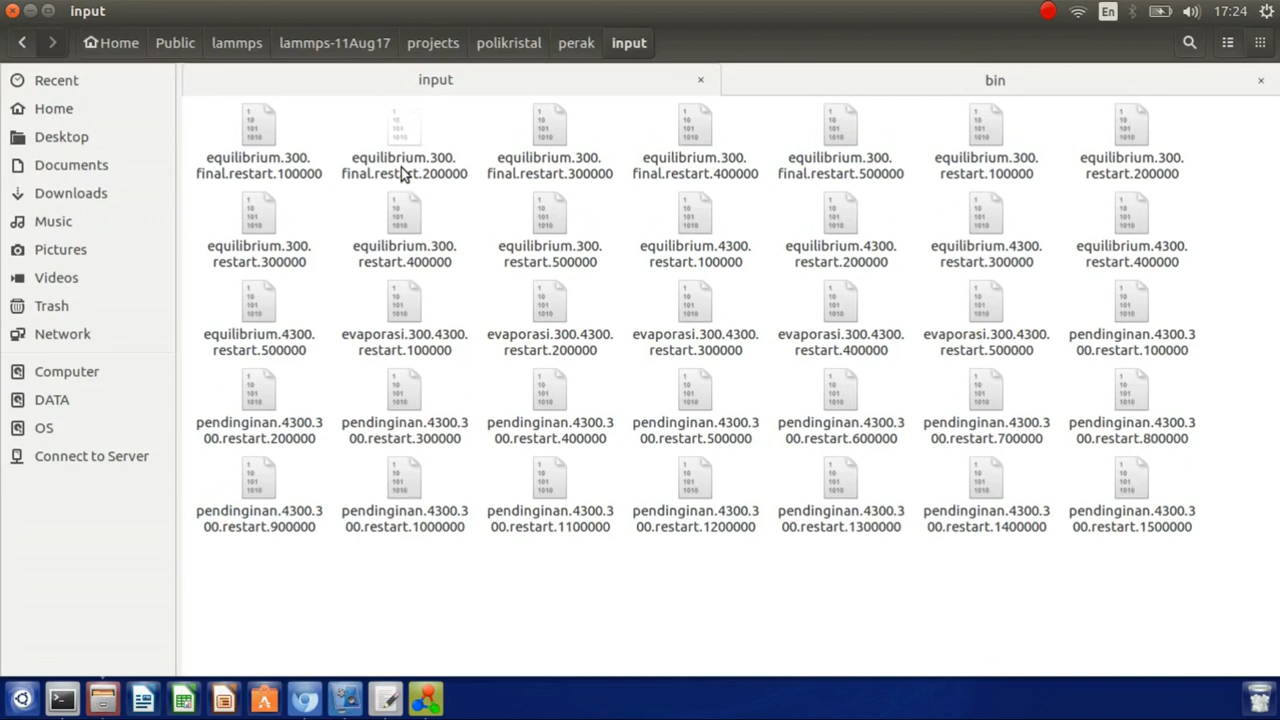 input
En
17:24
Home
Public
lammps
lammps-11Aug17
projects
polikristal
perak
input
Recent
Home
Desktop
Documents
Downloads
Music
Pictures
Videos
Trash
Network
Computer
DATA
OS
Connect to Server
input
bin
equilibrium.300.
final.restart.100000
equilibrium.300.
final.restart.200000
equilibrium.300.
final.restart.300000
equilibrium.300.
final.restart.400000
equilibrium.300.
final.restart.500000
equilibrium.300.
restart.100000
equilibrium.300.
restart.200000
equilibrium.300.
restart.300000
equilibrium.300.
restart.400000
equilibrium.300.
restart.500000
equilibrium.4300.
restart.100000
equilibrium.4300.
restart.200000
equilibrium.4300.
restart.300000
equilibrium.4300.
restart.400000
equilibrium.4300.
restart.500000
evaporasi.300.4300.
restart.100000
evaporasi.300.4300.
restart.200000
evaporasi.300.4300.
restart.300000
evaporasi.300.4300.
restart.400000
evaporasi.300.4300.
restart.500000
pendinginan.4300.3
00.restart.100000
pendinginan.4300.3
00.restart.200000
pendinginan.4300.3
00.restart.300000
pendinginan.4300.3
00.restart.400000
pendinginan.4300.3
00.restart.500000
pendinginan.4300.3
00.restart.600000
pendinginan.4300.3
00.restart.700000
pendinginan.4300.3
00.restart.800000
pendinginan.4300.3
00.restart.900000
pendinginan.4300.3
00.restart.1000000
pendinginan.4300.3
00.restart.1100000
pendinginan.4300.3
00.restart.1200000
pendinginan.4300.3
00.restart.1300000
pendinginan.4300.3
00.restart.1400000
pendinginan.4300.3
00.restart.1500000